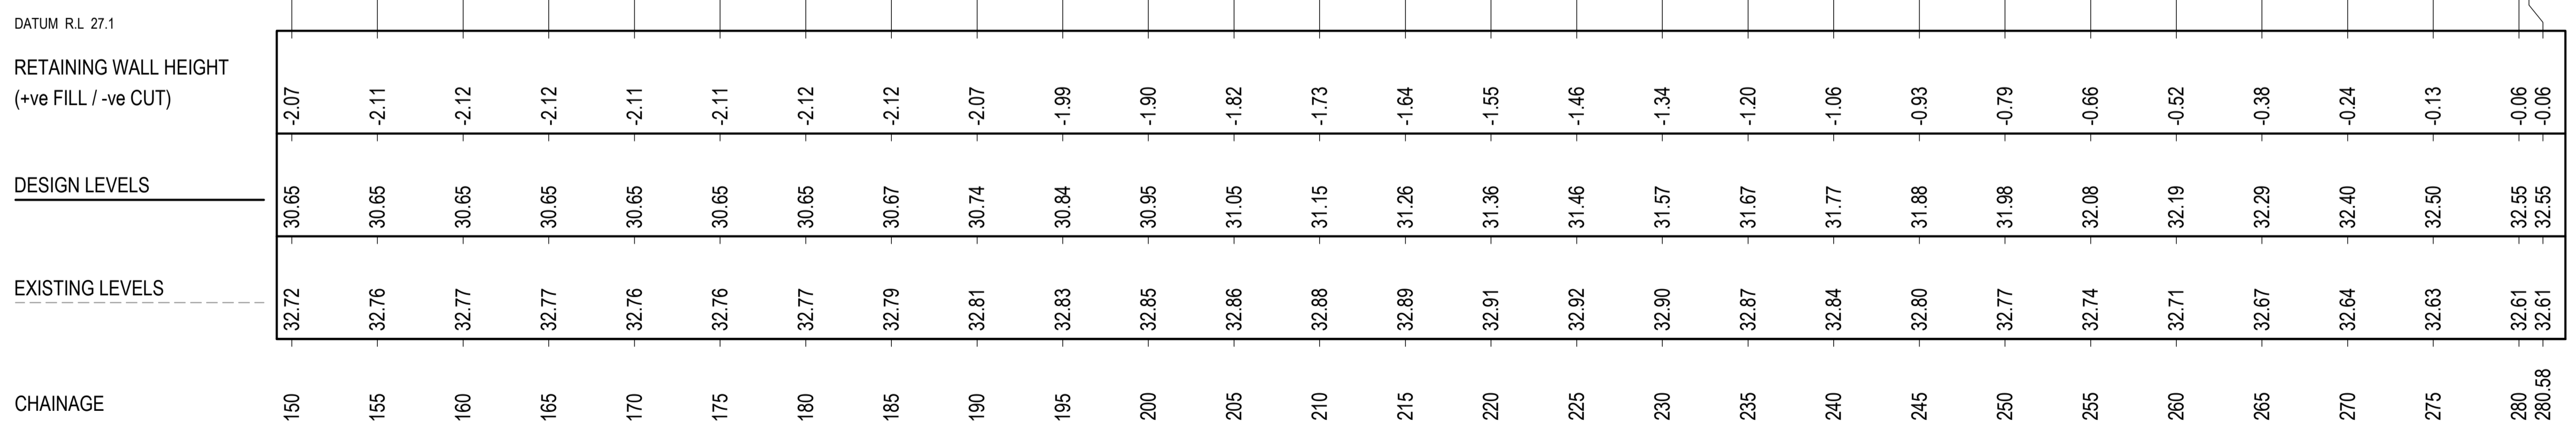 DATUM R.L 27.1
RETAINING WALL HEIGHT
(+ve FILL / -ve CUT)
-2.07 -2.11 -2.12 -2.12 -2.11 -2.11 -2.12 -2.12 -2.07 -1.99 -1.90 -1.82 -1.73 -1.64 -1.55 -1.46 -1.34 -1.20 -1.06 -0.93 -0.79 -0.66 -0.52 -0.38 -0.24 -0.13 -0.06 -0.06
DESIGN LEVELS
30.65 30.65 30.65 30.65 30.65 30.65 30.65 30.67 30.74 30.84 30.95 31.05 31.15 31.26 31.36 31.46 31.57 31.67 31.77 31.88 31.98 32.08 32.19 32.29 32.40 32.50 32.55 32.55
EXISTING LEVELS
32.72 32.76 32.77 32.77 32.76 32.76 32.77 32.79 32.81 32.83 32.85 32.86 32.88 32.89 32.91 32.92 32.90 32.87 32.84 32.80 32.77 32.74 32.71 32.67 32.64 32.63 32.61 32.61
CHAINAGE
150 155 160 165 170 175 180 185 190 195 200 205 210 215 220 225 230 235 240 245 250 255 260 265 270 275 280 280.58